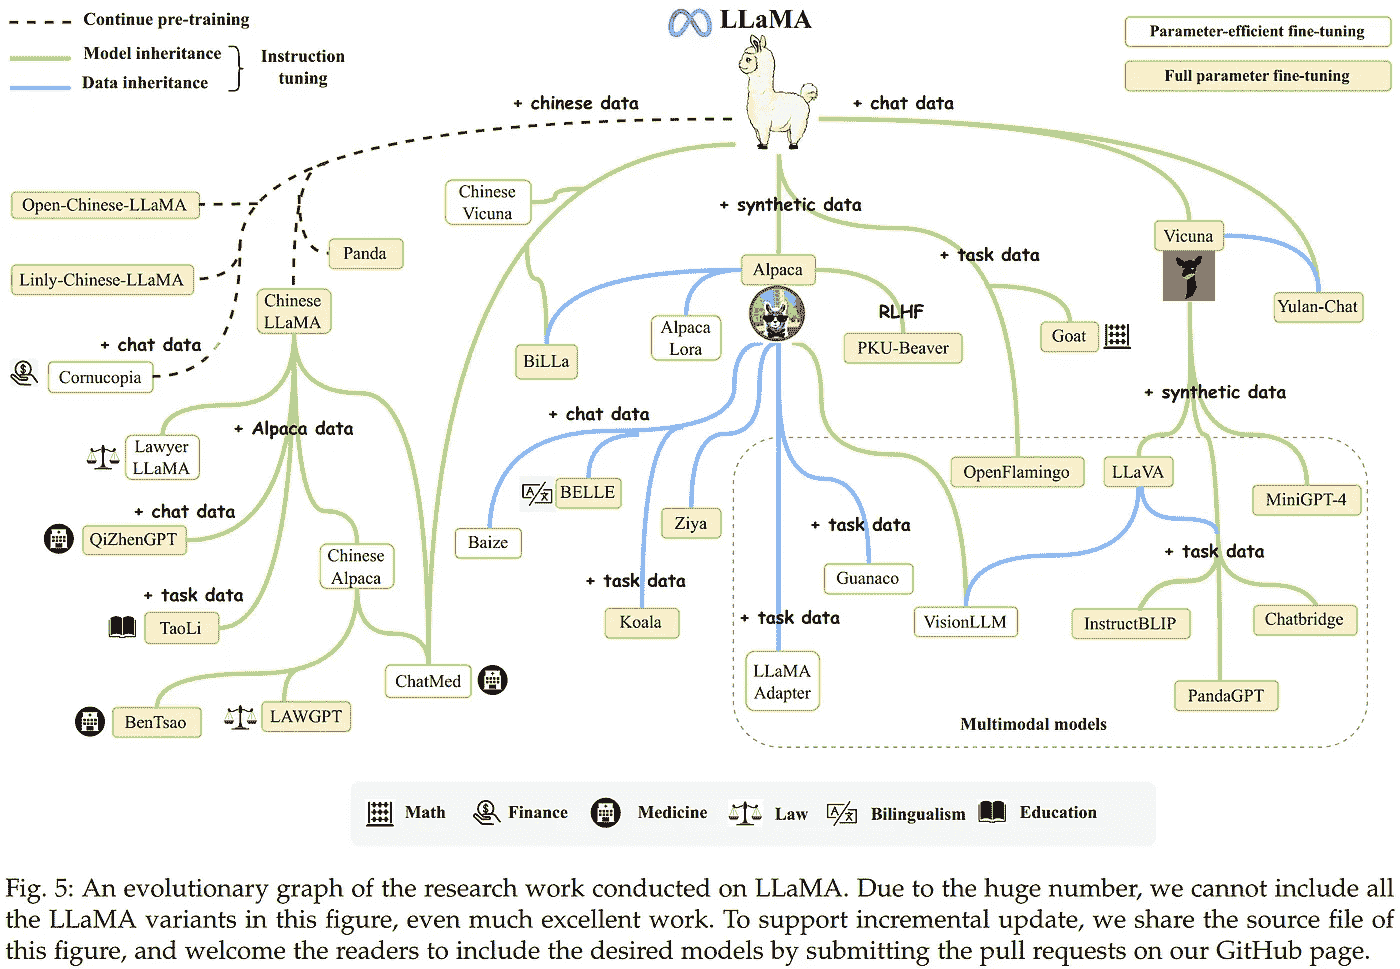 LLaMA
Continue pre-training
Model inheritance
Data inheritance
Instruction
tuning
Parameter-efficient fine-tuning
Full parameter fine-tuning
+ chinese data
+ chat data
Open-Chinese-LLaMA
Linly-Chinese-LLaMA
Panda
Chinese
LLaMA
+ chat data
Cornucopia
Chinese
Vicuna
+ synthetic data
Alpaca
+ task data
Vicuna
Yulan-Chat
BiLLa
Alpaca
Lora
RLHF
PKU-Beaver
Goat
+ synthetic data
+ Alpaca data
Lawyer
LLaMA
+ chat data
QiZhenGPT
+ task data
TaoLi
Chinese
Alpaca
BenTsao
LAWGPT
ChatMed
+ chat data
Baize
BELLE
Ziya
+ task data
Koala
OpenFlamingo
LLaVA
MiniGPT-4
+ task data
Guanaco
+ task data
LLaMA
Adapter
VisionLLM
+ task data
InstructBLIP
Chatbridge
PandaGPT
Multimodal models
Math
Finance
Medicine
Law
Bilingualism
Education
Fig. 5: An evolutionary graph of the research work conducted on LLaMA. Due to the huge number, we cannot include all
the LLaMA variants in this figure, even much excellent work. To support incremental update, we share the source file of
this figure, and welcome the readers to include the desired models by submitting the pull requests on our GitHub page.